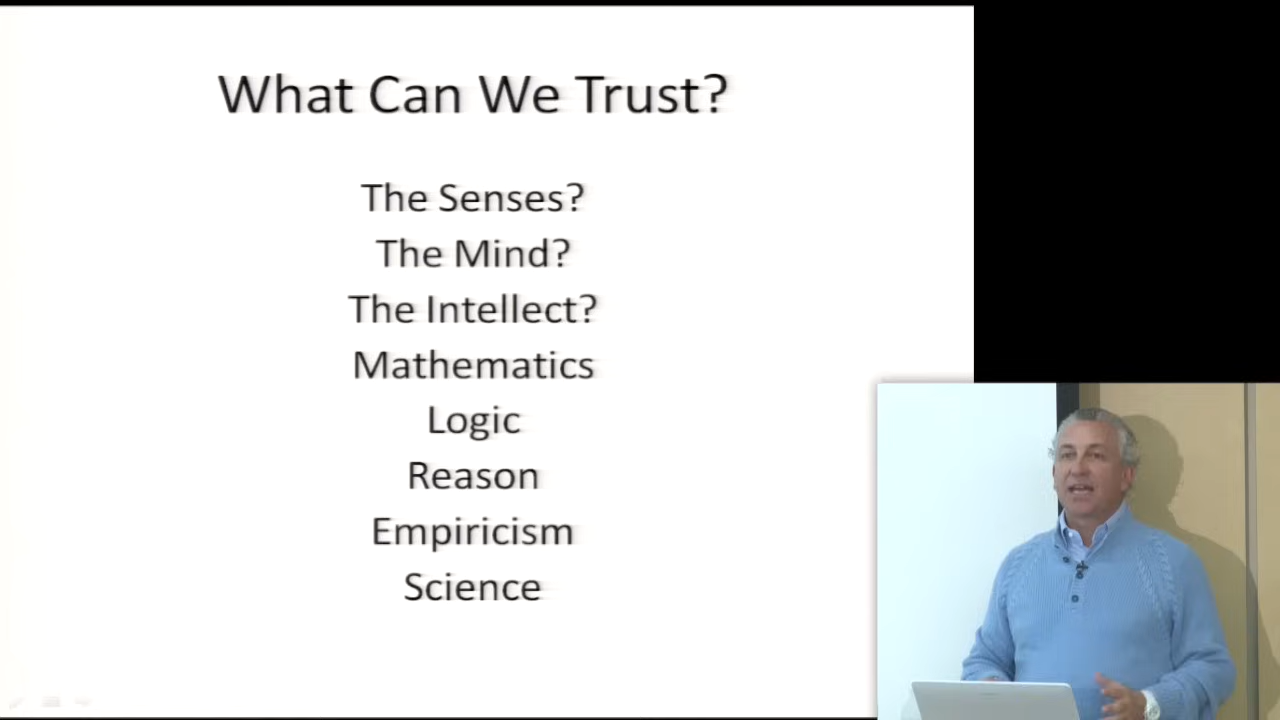 What Can We Trust?
The Senses?
The Mind?
The Intellect?
Mathematics
Logic
Reason
Empiricism
Science